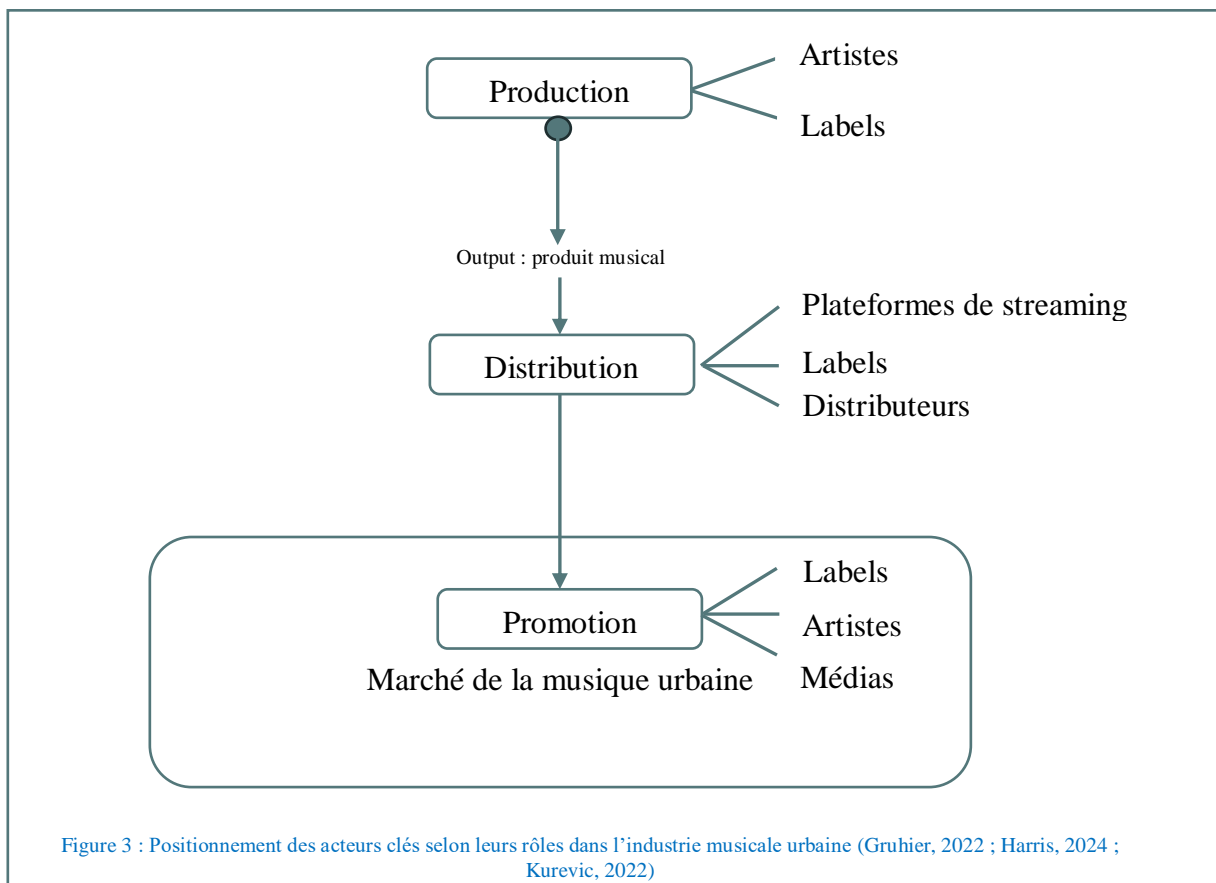 Artistes
Production
Labels
Output : produit musical
Plateformes de streaming
Distribution
Labels
Distributeurs
Labels
Promotion
Artistes
Marché de la musique urbaine
Médias
Figure 3 : Positionnement des acteurs clés selon leurs rôles dans l’industrie musicale urbaine (Gruhier, 2022 ; Harris, 2024 ;
Kurevic, 2022)